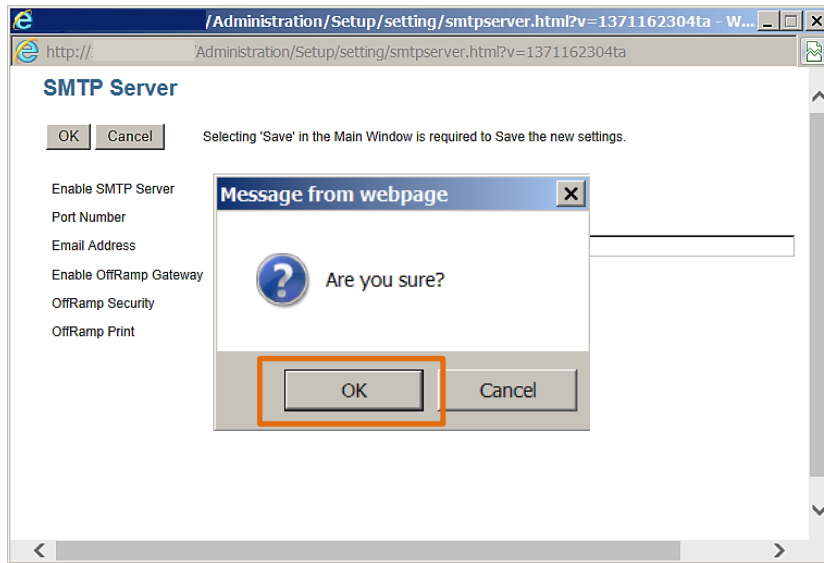 /Administration/Setup/setting/smtpserver.html?v=1371162304ta - W...
http:// /Administration/Setup/setting/smtpserver.html?v=1371162304ta
SMTP Server
OK Cancel Selecting 'Save' in the Main Window is required to Save the new settings.
Enable SMTP Server
Message from webpage
Port Number
Email Address
Enable OffRamp Gateway
Are you sure?
OffRamp Security
OffRamp Print
OK Cancel